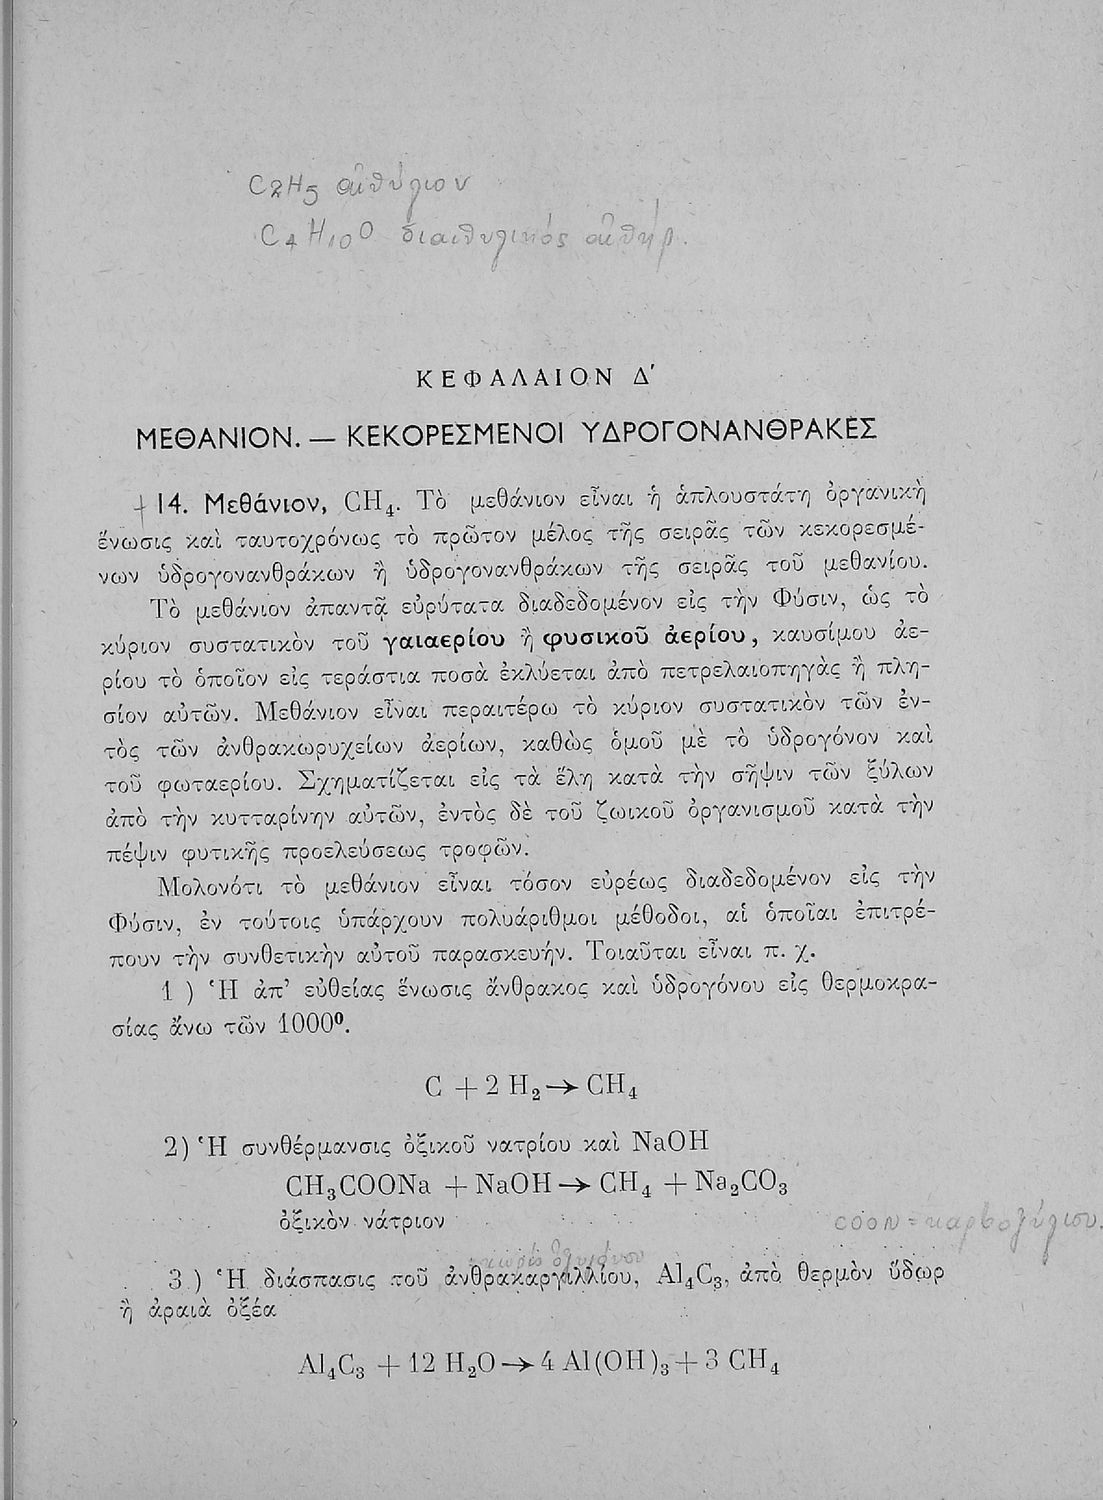 C2H5 αἰθύλιον
C4H10O διαιθυλικός αἰθήρ.
ΚΕΦΑΛΑΙΟΝ Δ΄
ΜΕΘΑΝΙΟΝ. — ΚΕΚΟΡΕΣΜΕΝΟΙ ΥΔΡΟΓΟΝΑΝΘΡΑΚΕΣ
14. Μεθάνιον, CH₄. Τὸ μεθάνιον εἶναι ἡ ἁπλουστάτη ὀργανικὴ
ἕνωσις καὶ ταυτοχρόνως τὸ πρῶτον μέλος τῆς σειρᾶς τῶν κεκορεσμέ-
νων ὑδρογονανθράκων ἢ ὑδρογονανθράκων τῆς σειρᾶς τοῦ μεθανίου.
Τὸ μεθάνιον ἀπαντᾷ εὐρύτατα διαδεδομένον εἰς τὴν Φύσιν, ὡς τὸ
κύριον συστατικὸν τοῦ γαιαερίου ἢ φυσικοῦ ἀερίου, καυσίμου ἀε-
ρίου τὸ ὁποῖον εἰς τεράστια ποσὰ ἐκλύεται ἀπὸ πετρελαιοπηγὰς ἢ πλη-
σίον αὐτῶν. Μεθάνιον εἶναι περαιτέρω τὸ κύριον συστατικὸν τῶν ἐν-
τὸς τῶν ἀνθρακωρυχείων ἀερίων, καθὼς ὁμοῦ μὲ τὸ ὑδρογόνον καὶ
τοῦ φωταερίου. Σχηματίζεται εἰς τὰ ἕλη κατὰ τὴν σῆψιν τῶν ξύλων
ἀπὸ τὴν κυτταρίνην αὐτῶν, ἐντὸς δὲ τοῦ ζωικοῦ ὀργανισμοῦ κατὰ τὴν
πέψιν φυτικῆς προελεύσεως τροφῶν.
Μολονότι τὸ μεθάνιον εἶναι τόσον εὐρέως διαδεδομένον εἰς τὴν
Φύσιν, ἐν τούτοις ὑπάρχουν πολυάριθμοι μέθοδοι, αἱ ὁποῖαι ἐπιτρέ-
πουν τὴν συνθετικὴν αὐτοῦ παρασκευήν. Τοιαῦται εἶναι π. χ.
1 ) Ἡ ἀπ’ εὐθείας ἕνωσις ἄνθρακος καὶ ὑδρογόνου εἰς θερμοκρα-
σίας ἄνω τῶν 1000⁰.
C + 2 H₂ → CH₄
2) Ἡ συνθέρμανσις ὀξικοῦ νατρίου καὶ NaOH
CH₃COONa + NaOH → CH₄ + Na₂CO₃
ὀξικὸν νάτριον
3 ) Ἡ διάσπασις τοῦ ἀνθρακαργιλλίου, Al₄C₃, ἀπὸ θερμὸν ὕδωρ
ἢ ἀραιὰ ὀξέα
Al₄C₃ + 12 H₂O → 4 Al(OH)₃ + 3 CH₄